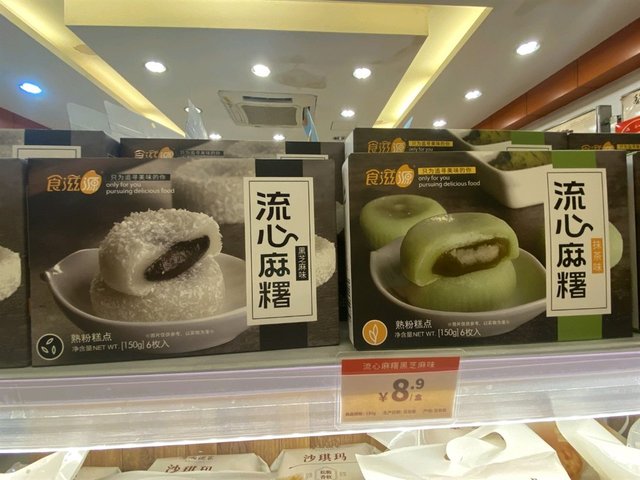 食滋源
只为追寻美味的你
only for you
pursuing delicious food
流心麻糬
黑芝麻味
熟粉糕点
净含量NET WT. [150g] 6枚入
食滋源
只为追寻美味的你
only for you
pursuing delicious food
流心麻糬
抹茶味
熟粉糕点
净含量NET WT. [150g] 6枚入
流心麻糬黑芝麻味
¥8.9/盒
沙琪玛
沙琪玛